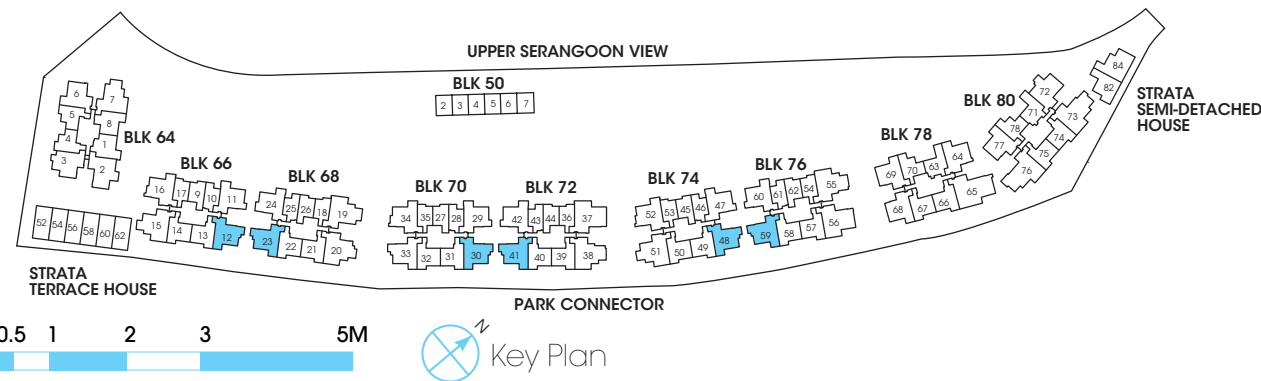 UPPER SERANGOON VIEW
BLK 50
2 3 4 5 6 7
BLK 64
6 7
5 8
4 1
3 2
BLK 66
16 17 9 10 11
15 14 13 12
BLK 68
24 25 26 18 19
23 22 21 20
BLK 70
34 35 27 28 29
33 32 31 30
BLK 72
42 43 44 36 37
41 40 39 38
BLK 74
52 53 45 46 47
51 50 49 48
BLK 76
60 61 62 54 55
59 58 57 56
BLK 78
69 70 63 64
68 67 66 65
BLK 80
72
71 73
78 74
77 75
76
84
82
STRATA
SEMI-DETACHED
HOUSE
52 54 56 58 60 62
STRATA
TERRACE HOUSE
PARK CONNECTOR
0.5 1 2 3 5M
N
Key Plan